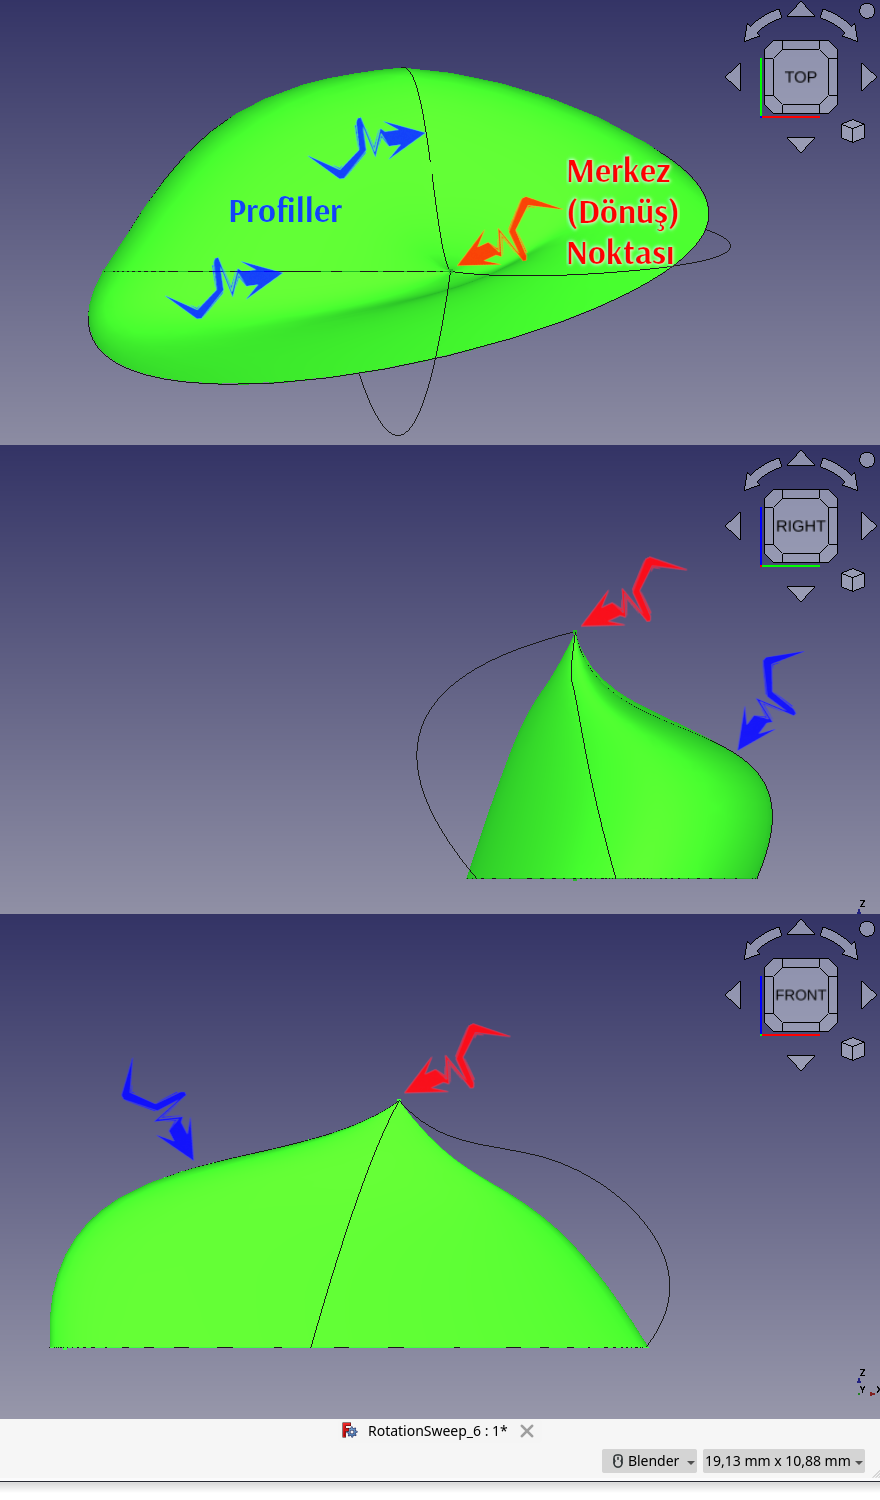 TOP
Merkez
(Dönüş)
Noktası
Profiller
RIGHT
Z
FRONT
Z
Y X
RotationSweep_6 : 1*
Blender
19,13 mm x 10,88 mm